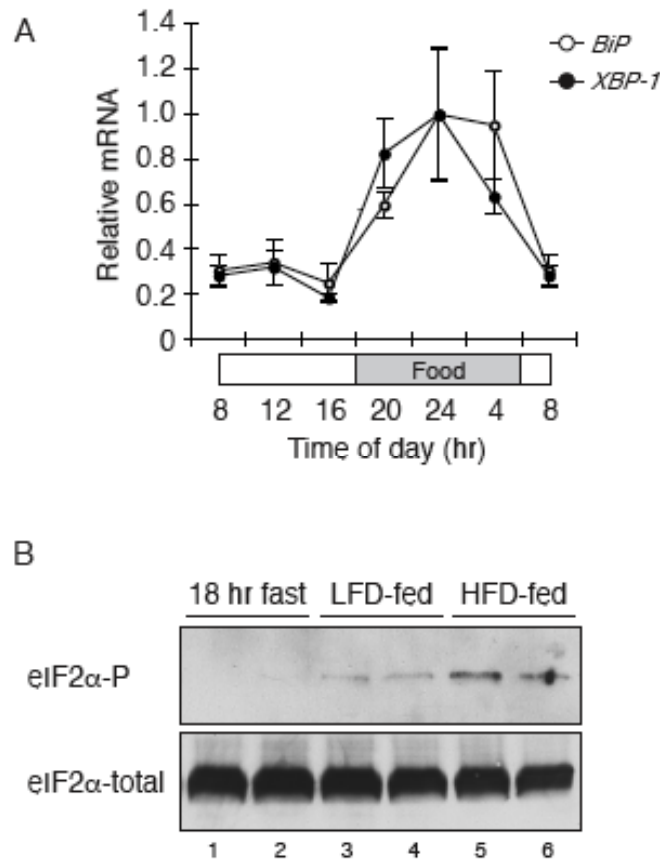 A
BiP
XBP-1
Relative mRNA
1.4
1.2
1.0
0.8
0.6
0.4
0.2
0
Food
8 12 16 20 24 4 8
Time of day (hr)
B
18 hr fast LFD-fed HFD-fed
eIF2α-P
eIF2α-total
1 2 3 4 5 6